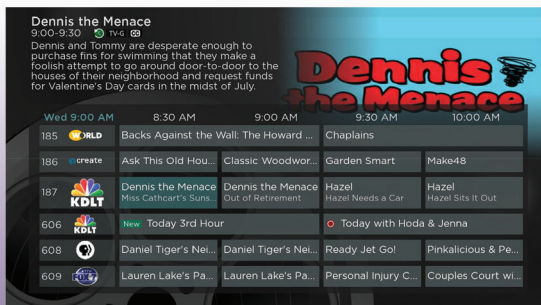 Dennis the Menace
9:00-9:30 TV-G CC
Dennis and Tommy are desperate enough to
purchase fins for swimming that they make a
foolish attempt to go around door-to-door to the
houses of their neighborhood and request funds
for Valentine's Day cards in the midst of July.
Dennis
the Menace
Wed 9:00 AM 8:30 AM 9:00 AM 9:30 AM 10:00 AM
185 WORLD Backs Against the Wall: The Howard ... Chaplains
186 create Ask This Old Hou... Classic Woodwor... Garden Smart Make48
187 KDLT Dennis the Menace Dennis the Menace Hazel Hazel
Miss Cathcart's Suns... Out of Retirement Hazel Needs a Car Hazel Sits It Out
606 KDLT New Today 3rd Hour Today with Hoda & Jenna
608 Daniel Tiger's Nei... Daniel Tiger's Nei... Ready Jet Go! Pinkalicious & Pe...
609 FOX Lauren Lake's Pa... Lauren Lake's Pa... Personal Injury C... Couples Court wi...